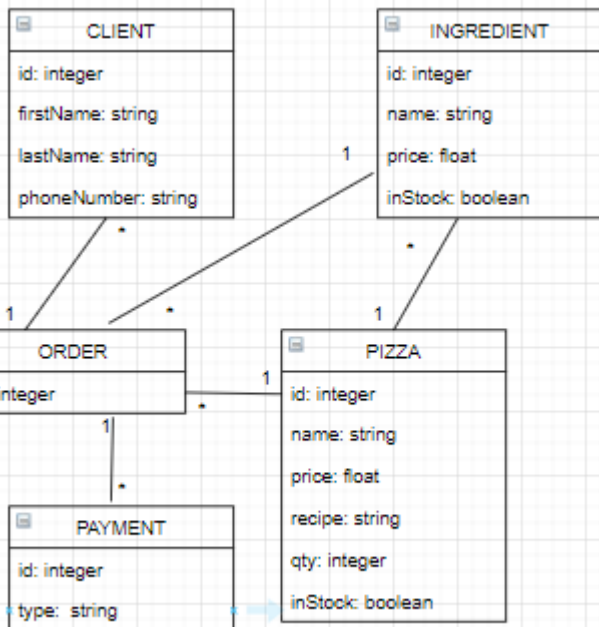 CLIENT
id: integer
firstName: string
lastName: string
phoneNumber: string
INGREDIENT
id: integer
name: string
price: float
inStock: boolean
1
*
*
*
1
1
ORDER
integer
1
*
1
*
PIZZA
id: integer
name: string
price: float
recipe: string
qty: integer
inStock: boolean
PAYMENT
id: integer
type: string